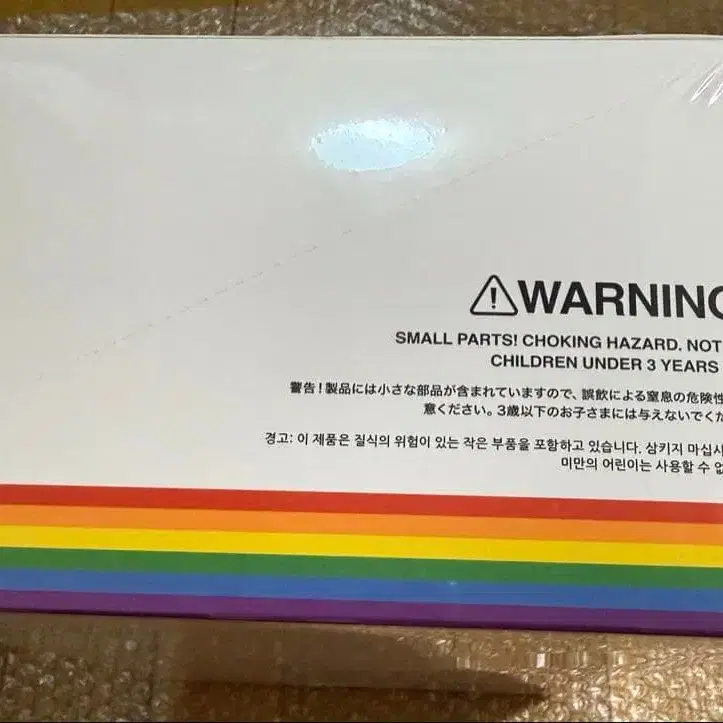 WARNING
SMALL PARTS! CHOKING HAZARD. NOT
CHILDREN UNDER 3 YEARS
警告！製品には小さな部品が含まれていますので、誤飲による窒息の危険性
意ください。3歳以下のお子さまには与えないでくだ
경고: 이 제품은 질식의 위험이 있는 작은 부품을 포함하고 있습니다. 상키지 마십시
미만의 어린이는 사용할 수 없